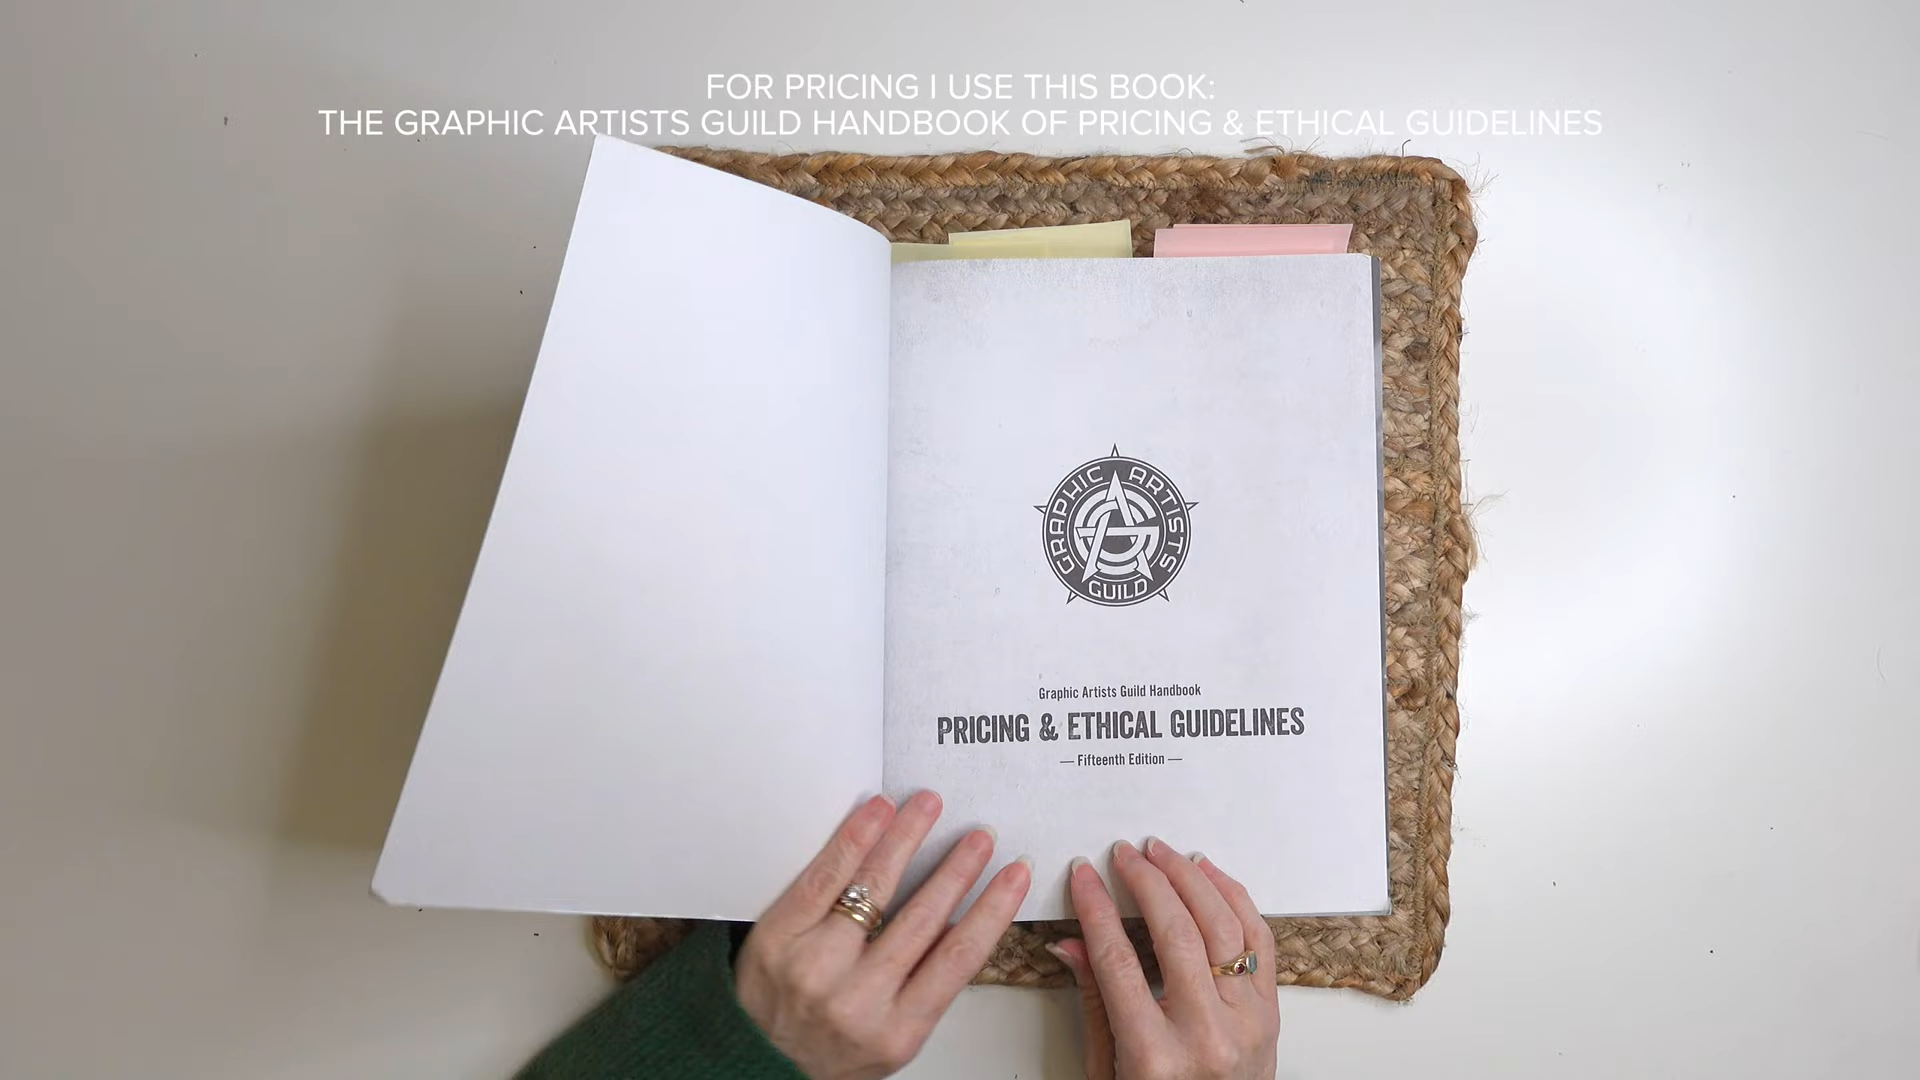 FOR PRICING I USE THIS BOOK:
THE GRAPHIC ARTISTS GUILD HANDBOOK OF PRICING & ETHICAL GUIDELINES
GRAPHIC ARTISTS
GUILD
Graphic Artists Guild Handbook
PRICING & ETHICAL GUIDELINES
— Fifteenth Edition —